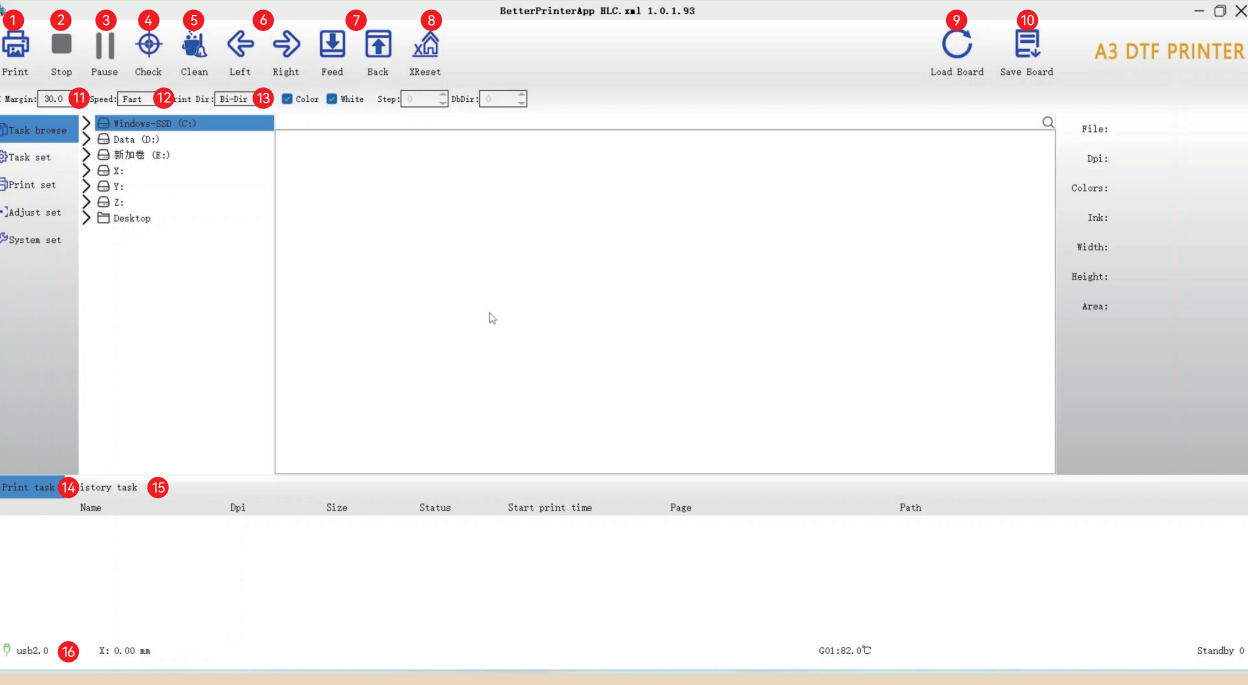 BetterPrinterApp HLC.xml 1.0.1.93
1 2 3 4 5 6 7 8 9 10
Print Stop Pause Check Clean Left Right Feed Back XReset Load Board Save Board
A3 DTF PRINTER
Margin: 30.0 11 Speed: Fast 12 rint Dir: Bi-Dir 13 Color White Step: 0 DbDir: 0
Task browse
Task set
Print set
Adjust set
System set
Windows-SSD (C:)
Data (D:)
新加卷 (E:)
X:
Y:
Z:
Desktop
File:
Dpi:
Colors:
Ink:
Width:
Height:
Area:
Print task 14 istory task 15
Name Dpi Size Status Start print time Page Path
usb2.0 16 X: 0.00 mm G01:82.0℃ Standby 0